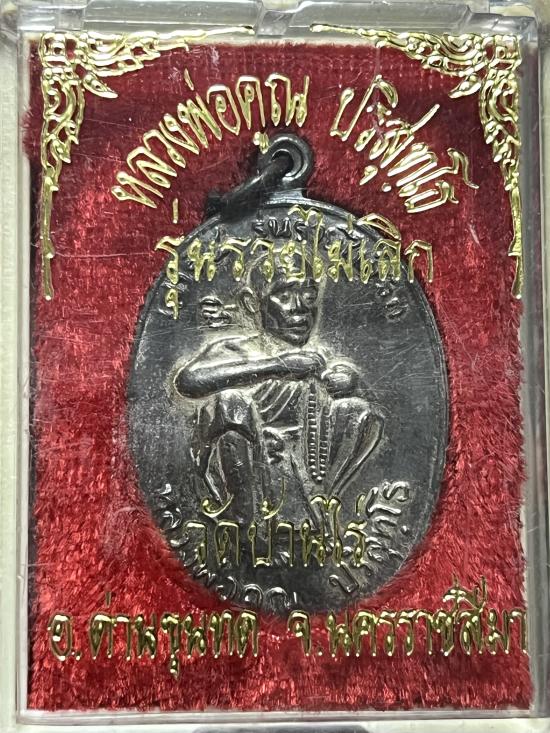 หลวงพ่อคูณ ปริสุทฺโธ
รุ่นรวยไม่เลิก
วัดบ้านไร่
อ.ด่านขุนทด จ.นครราชสีมา